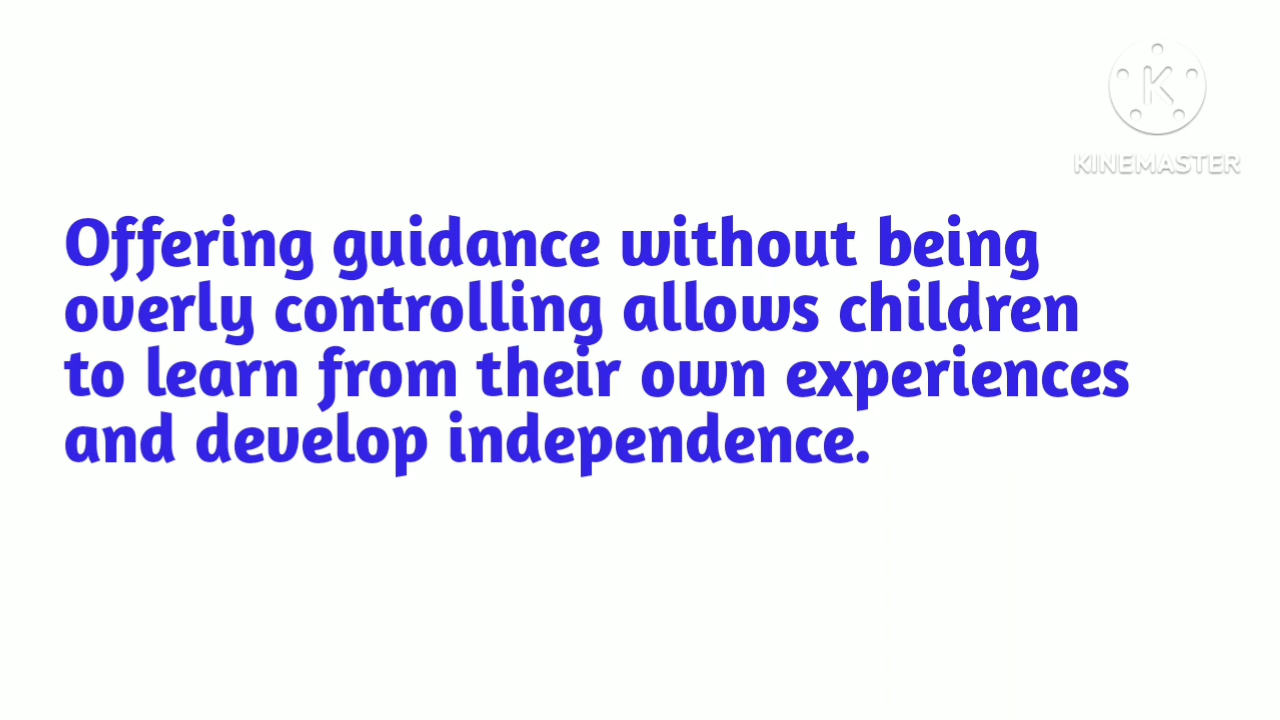 KINEMASTER
Offering guidance without being
overly controlling allows children
to learn from their own experiences
and develop independence.